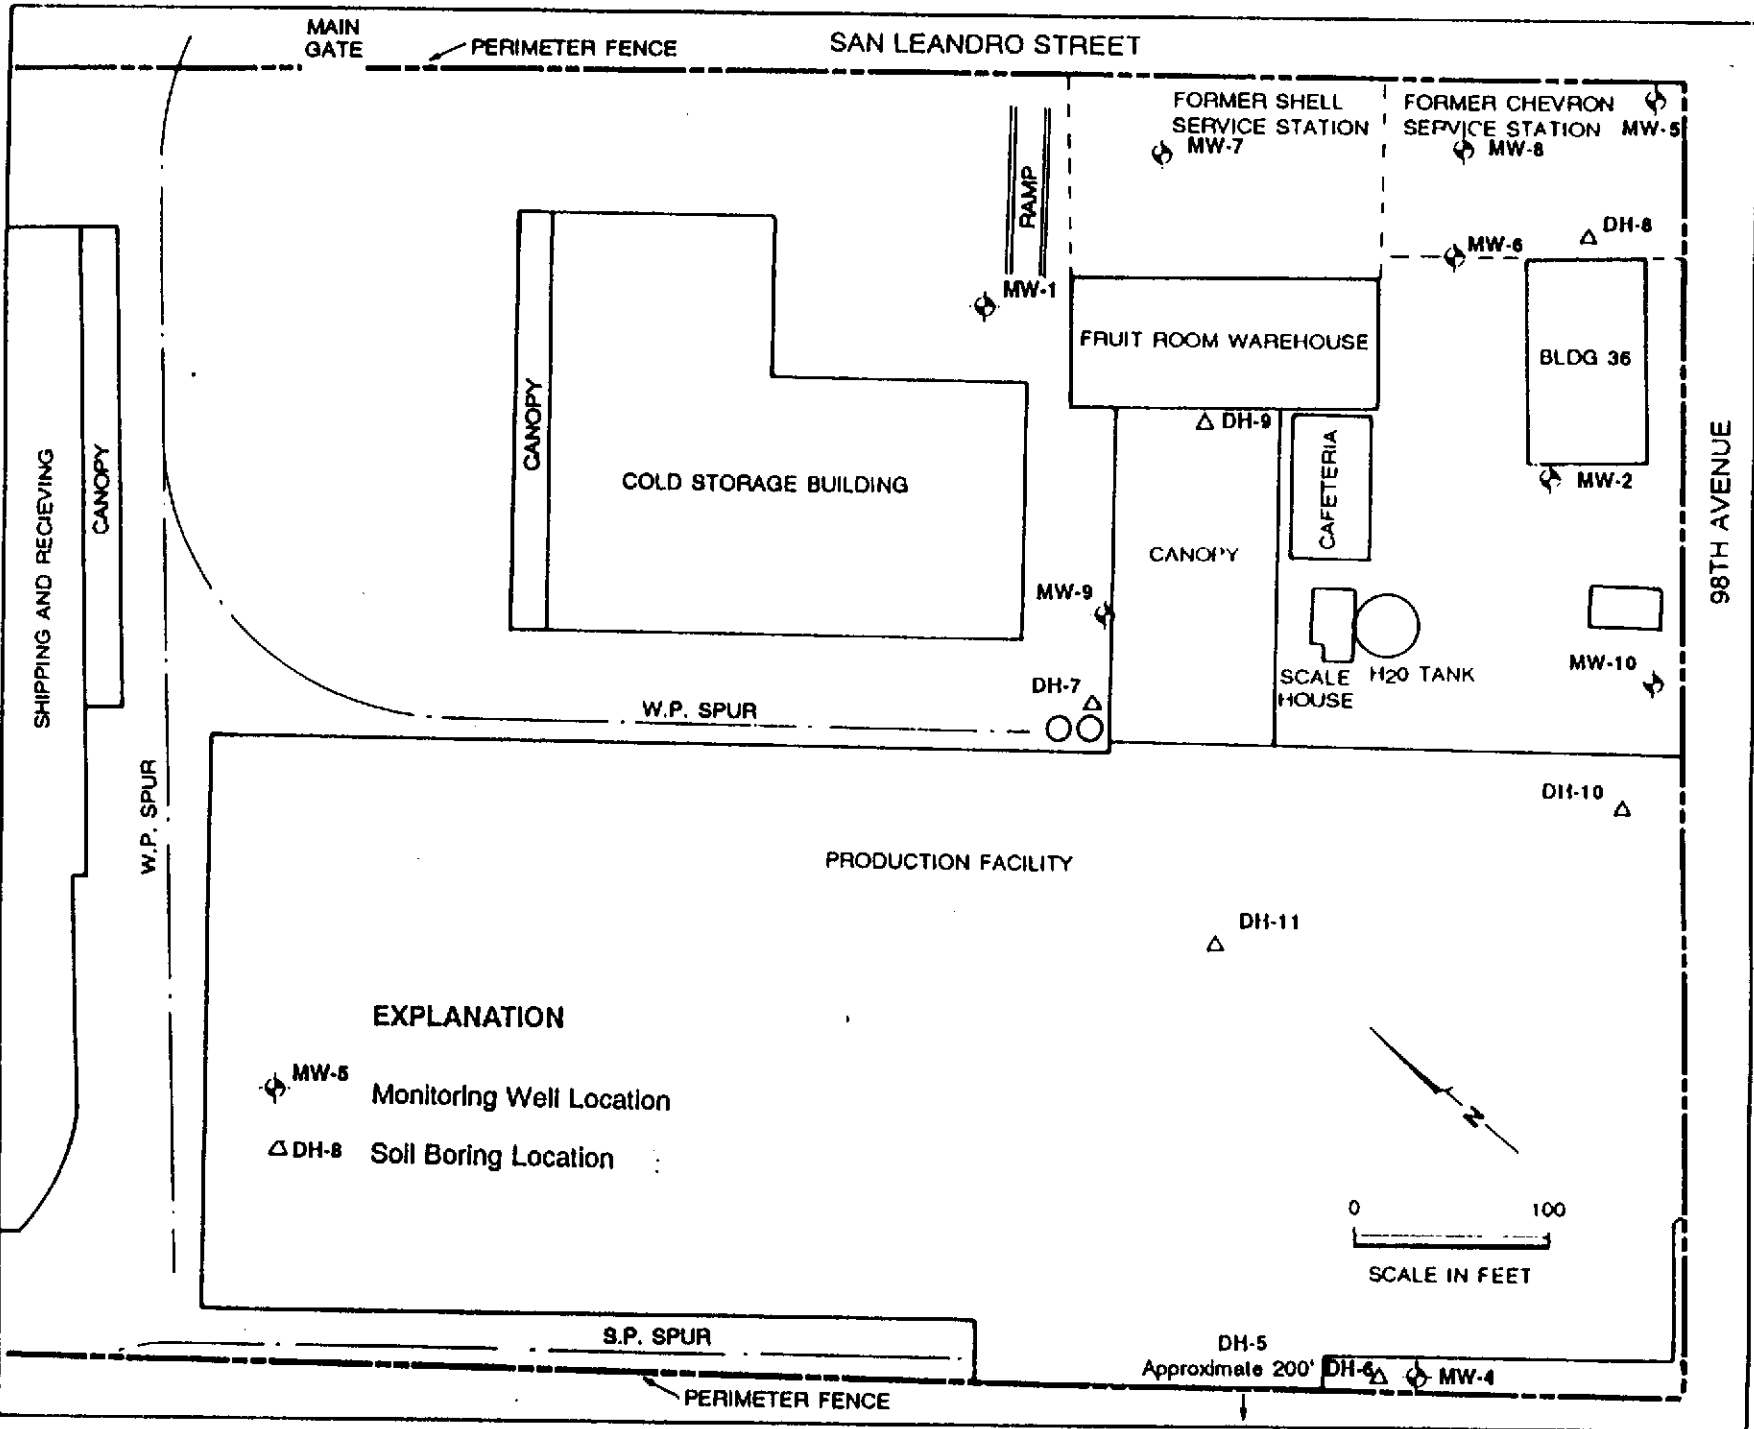 MAIN
GATE
PERIMETER FENCE
SAN LEANDRO STREET
FORMER SHELL
SERVICE STATION
MW-7
FORMER CHEVRON
SERVICE STATION
MW-5
MW-8
RAMP
DH-8
MW-6
MW-1
FRUIT ROOM WAREHOUSE
BLDG 36
CANOPY
COLD STORAGE BUILDING
DH-9
CAFETERIA
MW-2
98TH AVENUE
SHIPPING AND RECIEVING
CANOPY
CANOPY
MW-9
SCALE
HOUSE
H20 TANK
MW-10
DH-7
W.P. SPUR
W.P. SPUR
DH-10
PRODUCTION FACILITY
DH-11
EXPLANATION
MW-5
Monitoring Well Location
DH-8
Soil Boring Location
N
0 100
SCALE IN FEET
S.P. SPUR
DH-5
Approximate 200'
DH-6
MW-4
PERIMETER FENCE